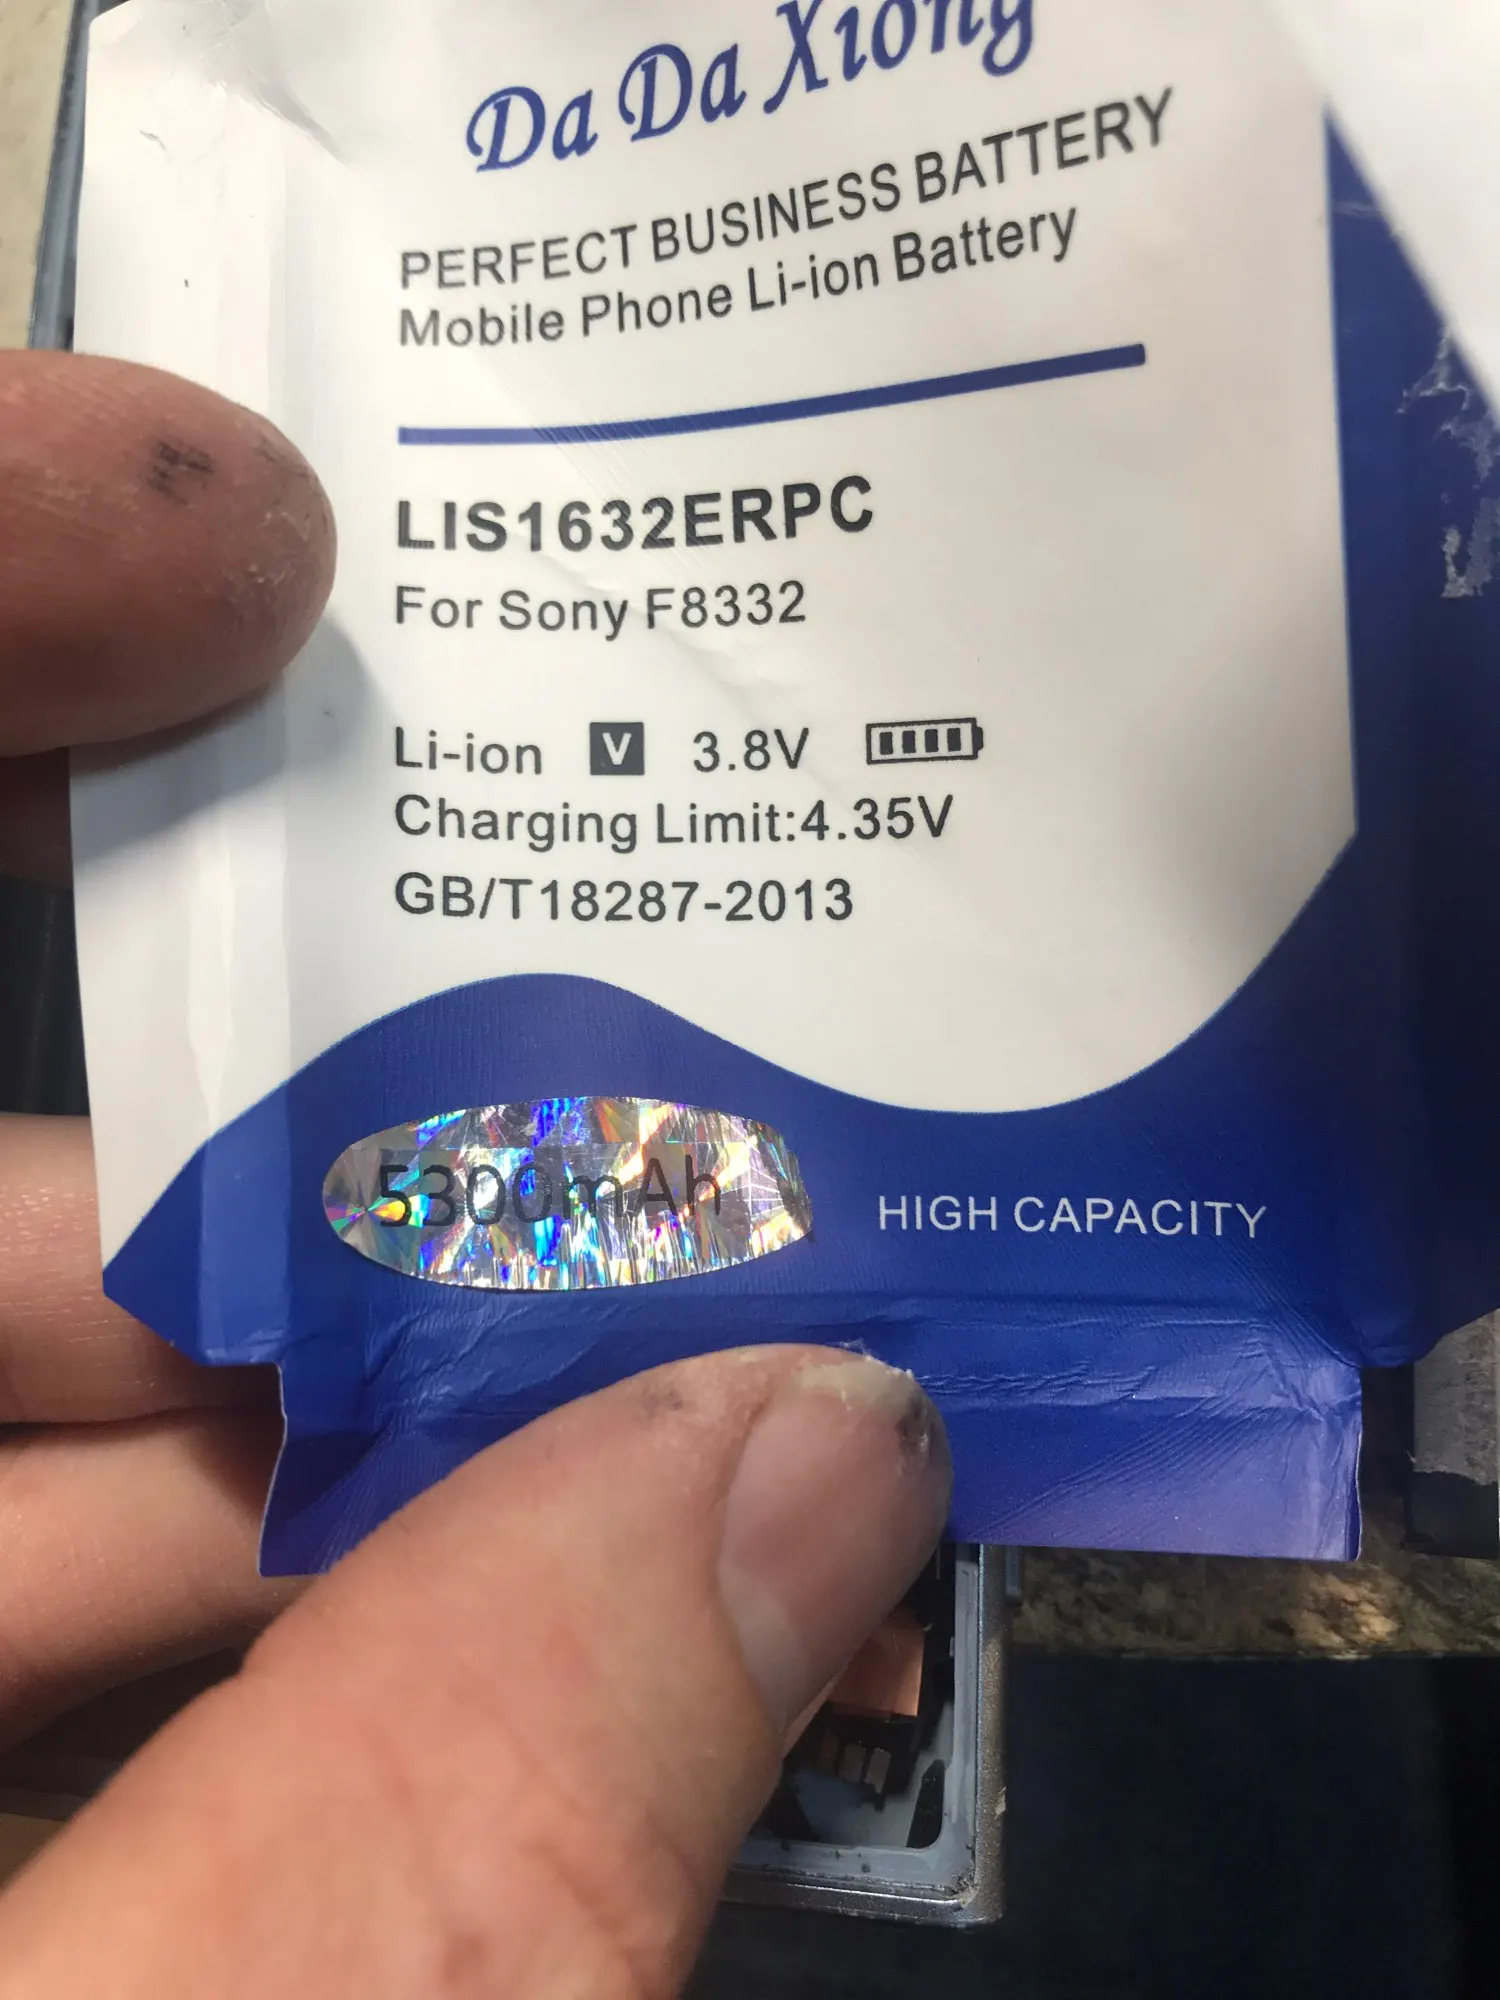 Da Da Xiong
PERFECT BUSINESS BATTERY
Mobile Phone Li-ion Battery
LIS1632ERPC
For Sony F8332
Li-ion V 3.8V
Charging Limit:4.35V
GB/T18287-2013
5300mAh
HIGH CAPACITY